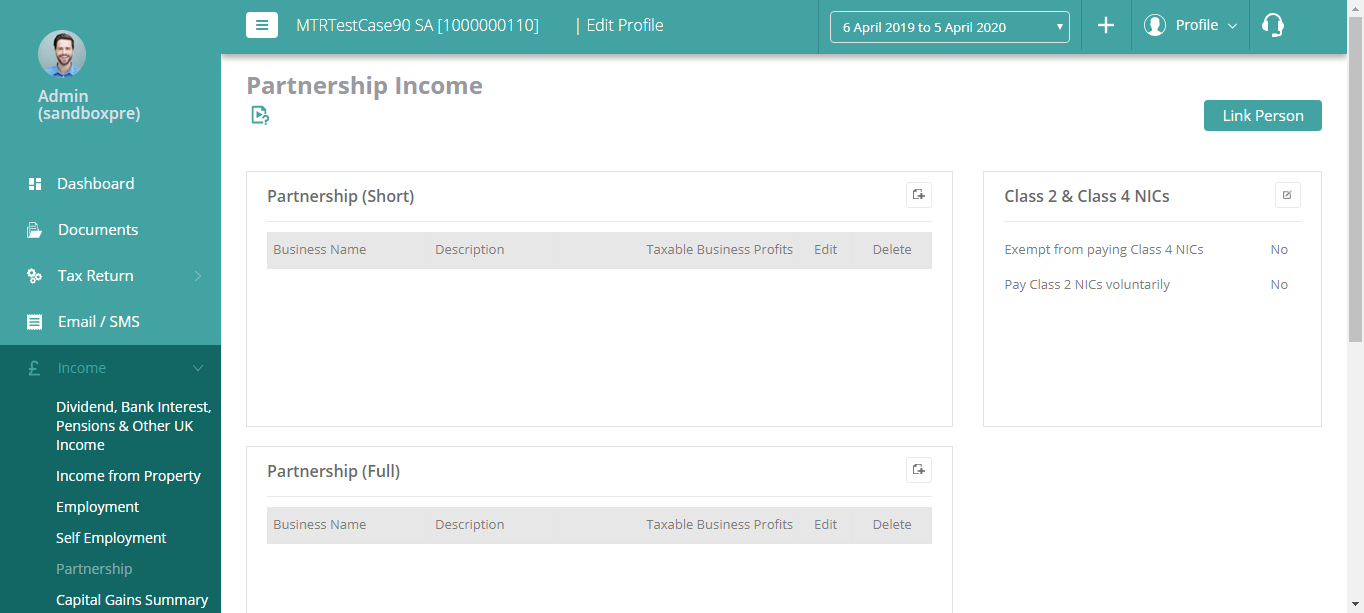 MTRTestCase90 SA [1000000110] | Edit Profile
6 April 2019 to 5 April 2020
Profile
Admin
(sandboxpre)
Dashboard
Documents
Tax Return
Email / SMS
£ Income
Dividend, Bank Interest,
Pensions & Other UK
Income
Income from Property
Employment
Self Employment
Partnership
Capital Gains Summary
Partnership Income
Link Person
Partnership (Short)
Business Name Description Taxable Business Profits Edit Delete
Class 2 & Class 4 NICs
Exempt from paying Class 4 NICs No
Pay Class 2 NICs voluntarily No
Partnership (Full)
Business Name Description Taxable Business Profits Edit Delete